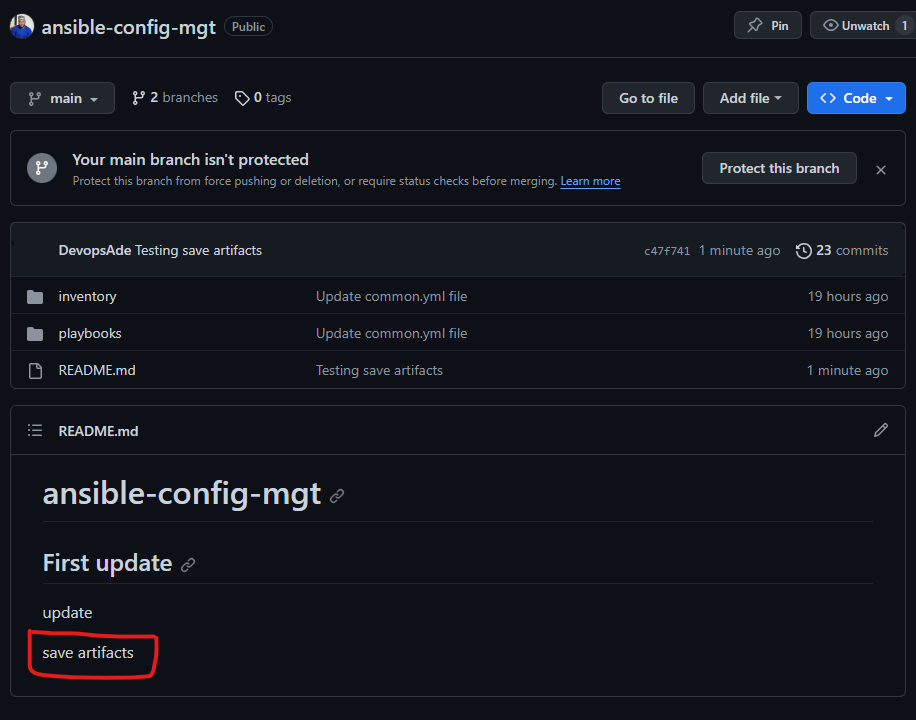 ansible-config-mgt Public Pin Unwatch 1
main 2 branches 0 tags Go to file Add file Code
Your main branch isn't protected
Protect this branch from force pushing or deletion, or require status checks before merging. Learn more
Protect this branch
DevopsAde Testing save artifacts c47f741 1 minute ago 23 commits
inventory Update common.yml file 19 hours ago
playbooks Update common.yml file 19 hours ago
README.md Testing save artifacts 1 minute ago
README.md
ansible-config-mgt
First update
update
save artifacts